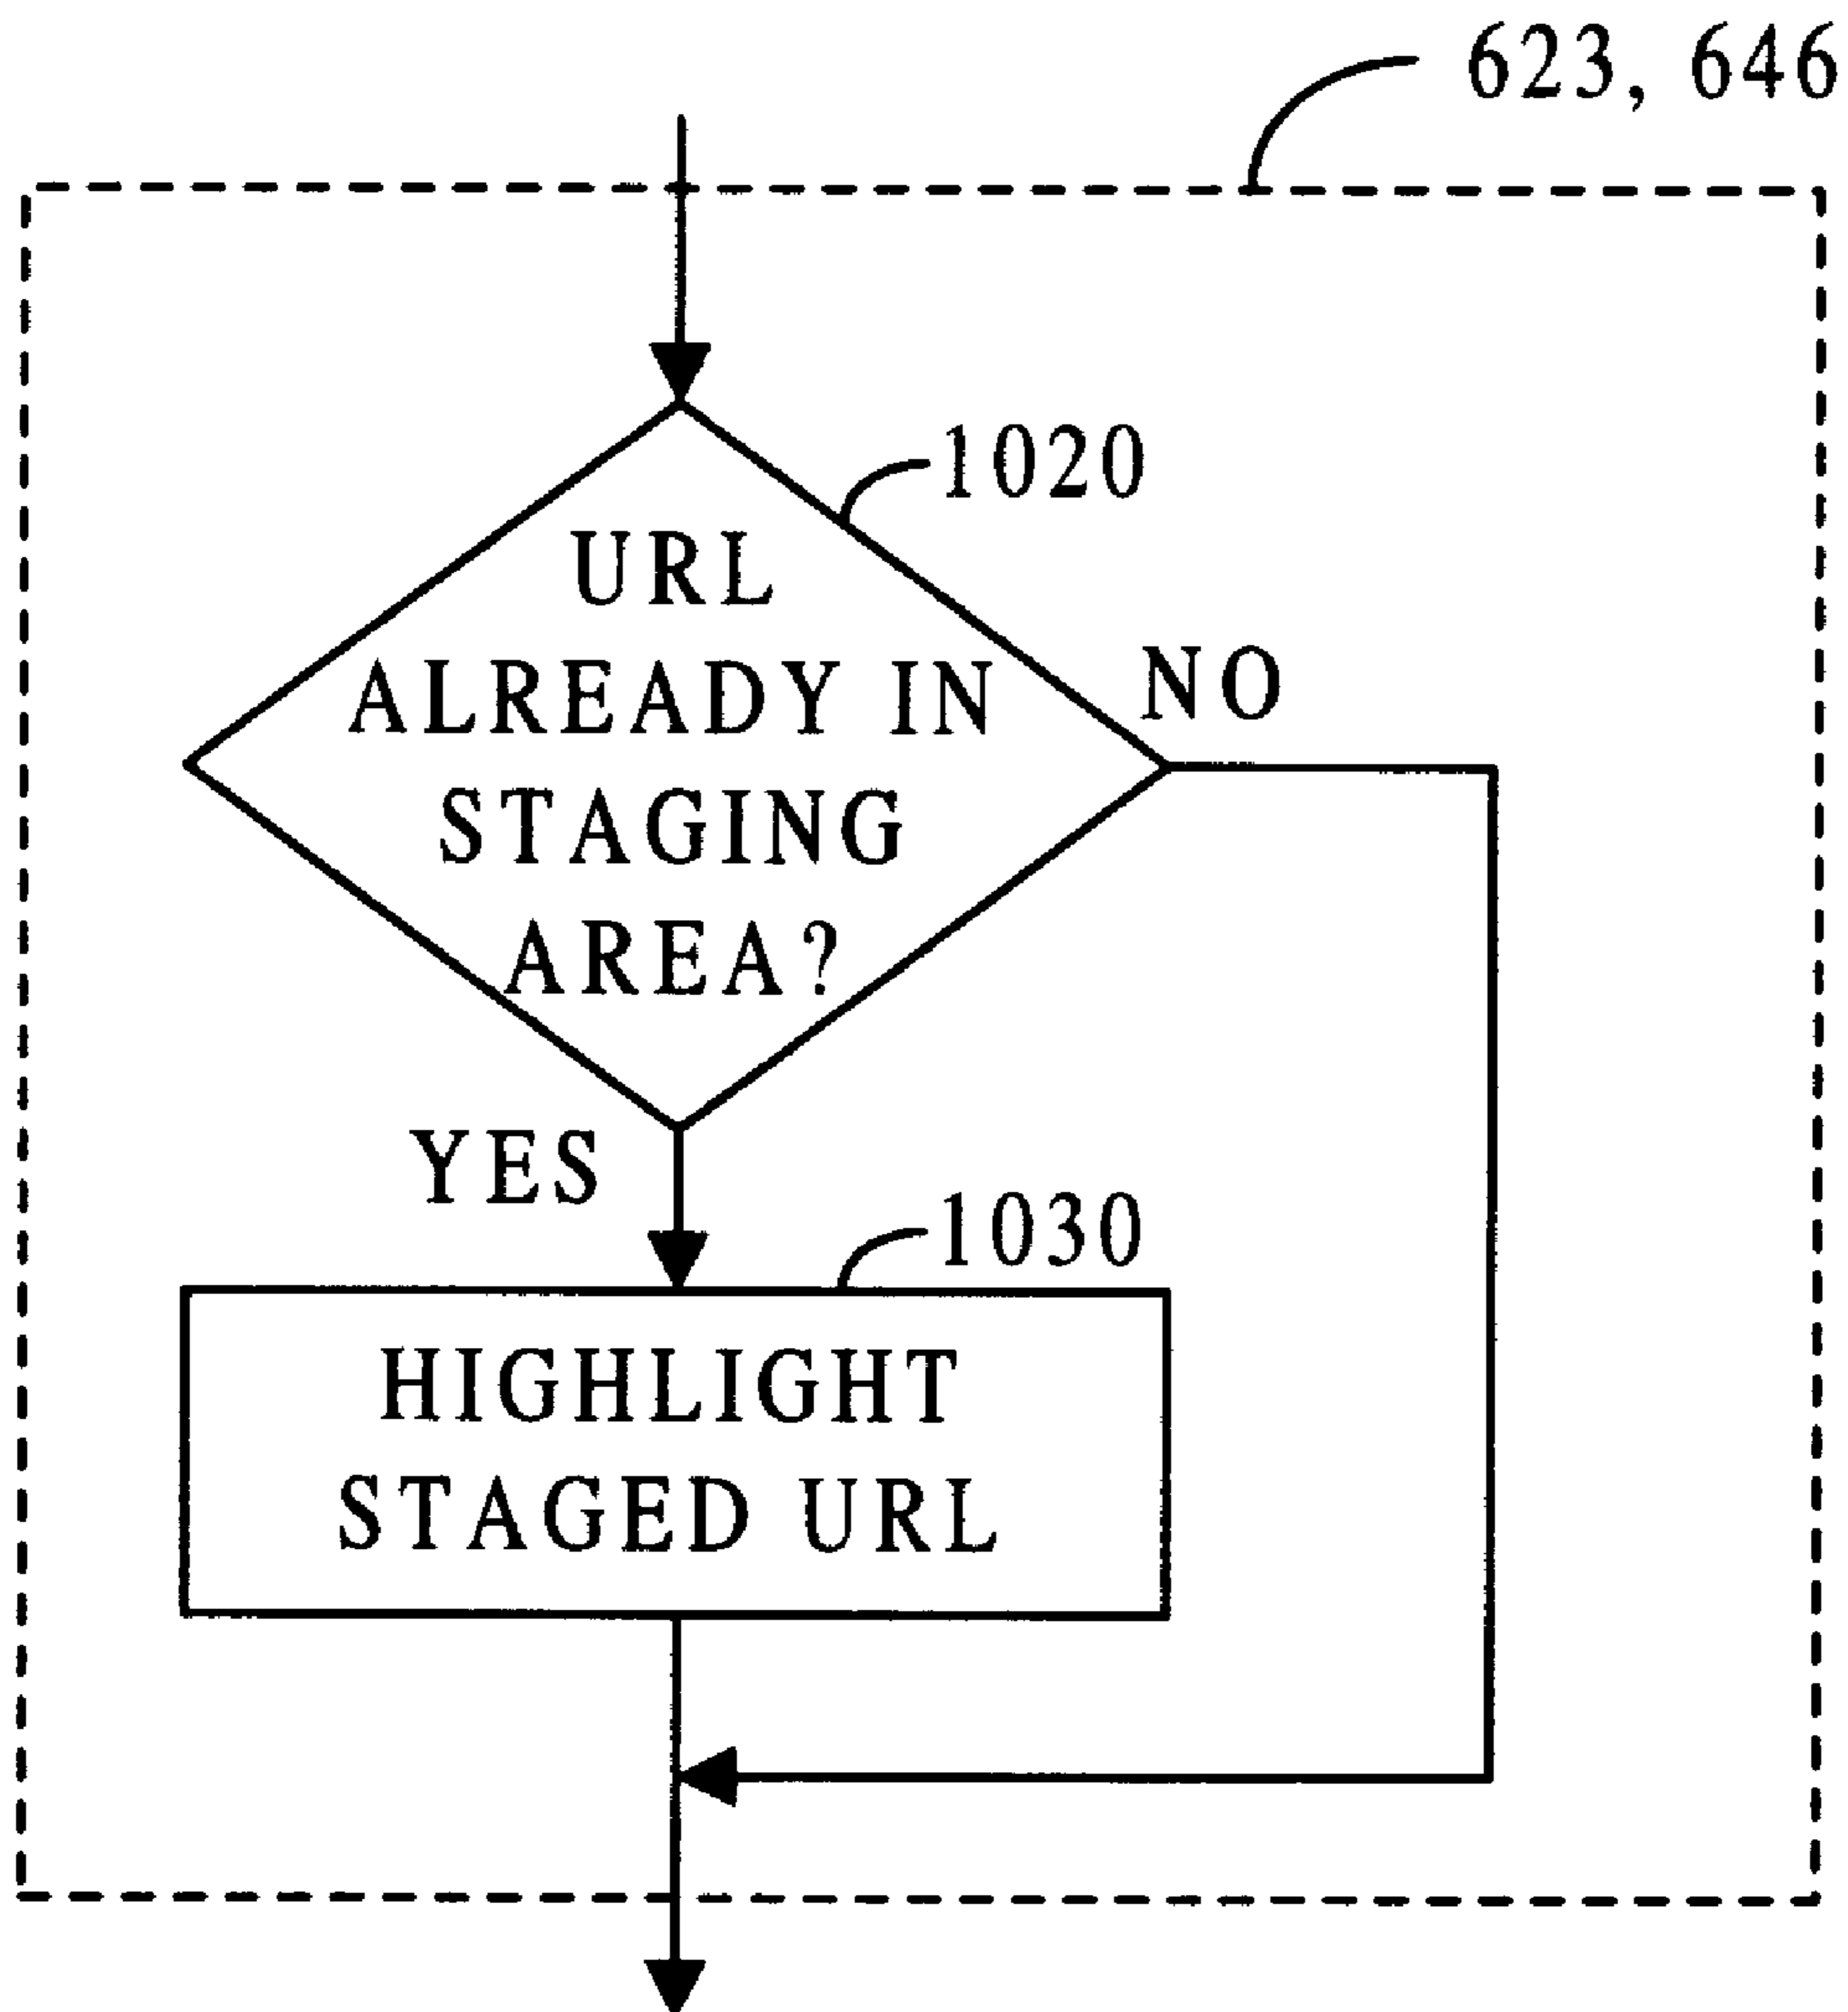 623, 646
1020
URL
ALREADY IN
STAGING
AREA?
NO
YES
1030
HIGHLIGHT
STAGED URL